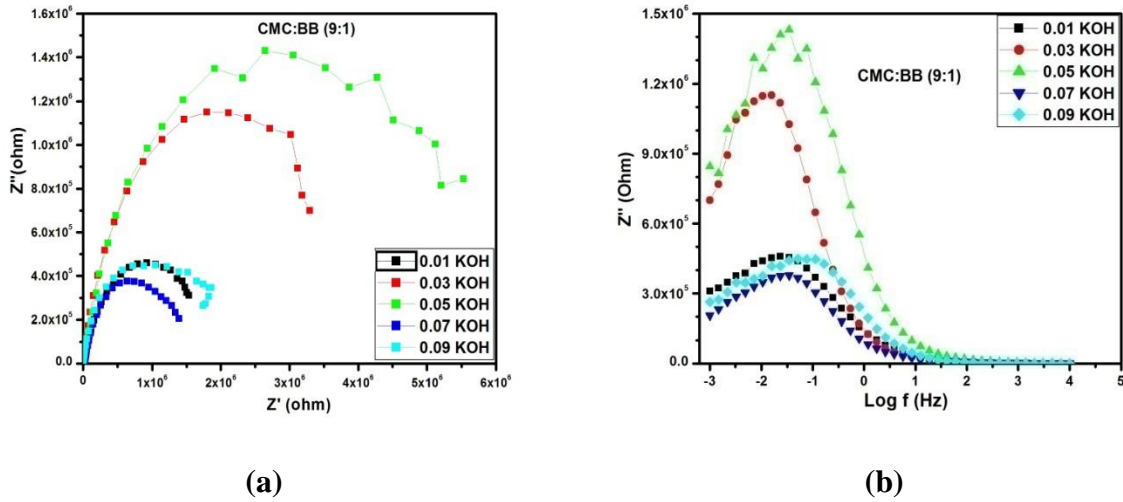 CMC:BB (9:1)
1.6x10⁶
1.4x10⁶
1.2x10⁶
1.0x10⁶
8.0x10⁵
6.0x10⁵
4.0x10⁵
2.0x10⁵
0.0
Z''(ohm)
0
1x10⁶
2x10⁶
3x10⁶
4x10⁶
5x10⁶
6x10⁶
Z' (ohm)
0.01 KOH
0.03 KOH
0.05 KOH
0.07 KOH
0.09 KOH
(a)
CMC:BB (9:1)
1.5x10⁶
1.2x10⁶
9.0x10⁵
6.0x10⁵
3.0x10⁵
0.0
Z'' (Ohm)
-3
-2
-1
0
1
2
3
4
5
Log f (Hz)
0.01 KOH
0.03 KOH
0.05 KOH
0.07 KOH
0.09 KOH
(b)